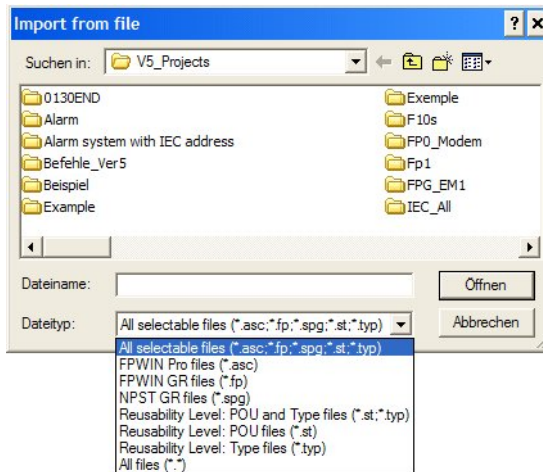 Import from file
Suchen in: V5_Projects
0130END
Alarm
Alarm system with IEC address
Befehle_Ver5
Beispiel
Example
Exemple
F10s
FP0_Modem
Fp1
FPG_EM1
IEC_All
Dateiname:
Öffnen
Dateityp: All selectable files (*.asc;*.fp;*.spg;*.st;*.typ)
Abbrechen
All selectable files (*.asc;*.fp;*.spg;*.st;*.typ)
FPWIN Pro files (*.asc)
FPWIN GR files (*.fp)
NPST GR files (*.spg)
Reusability Level: POU and Type files (*.st;*.typ)
Reusability Level: POU files (*.st)
Reusability Level: Type files (*.typ)
All files (*.*)